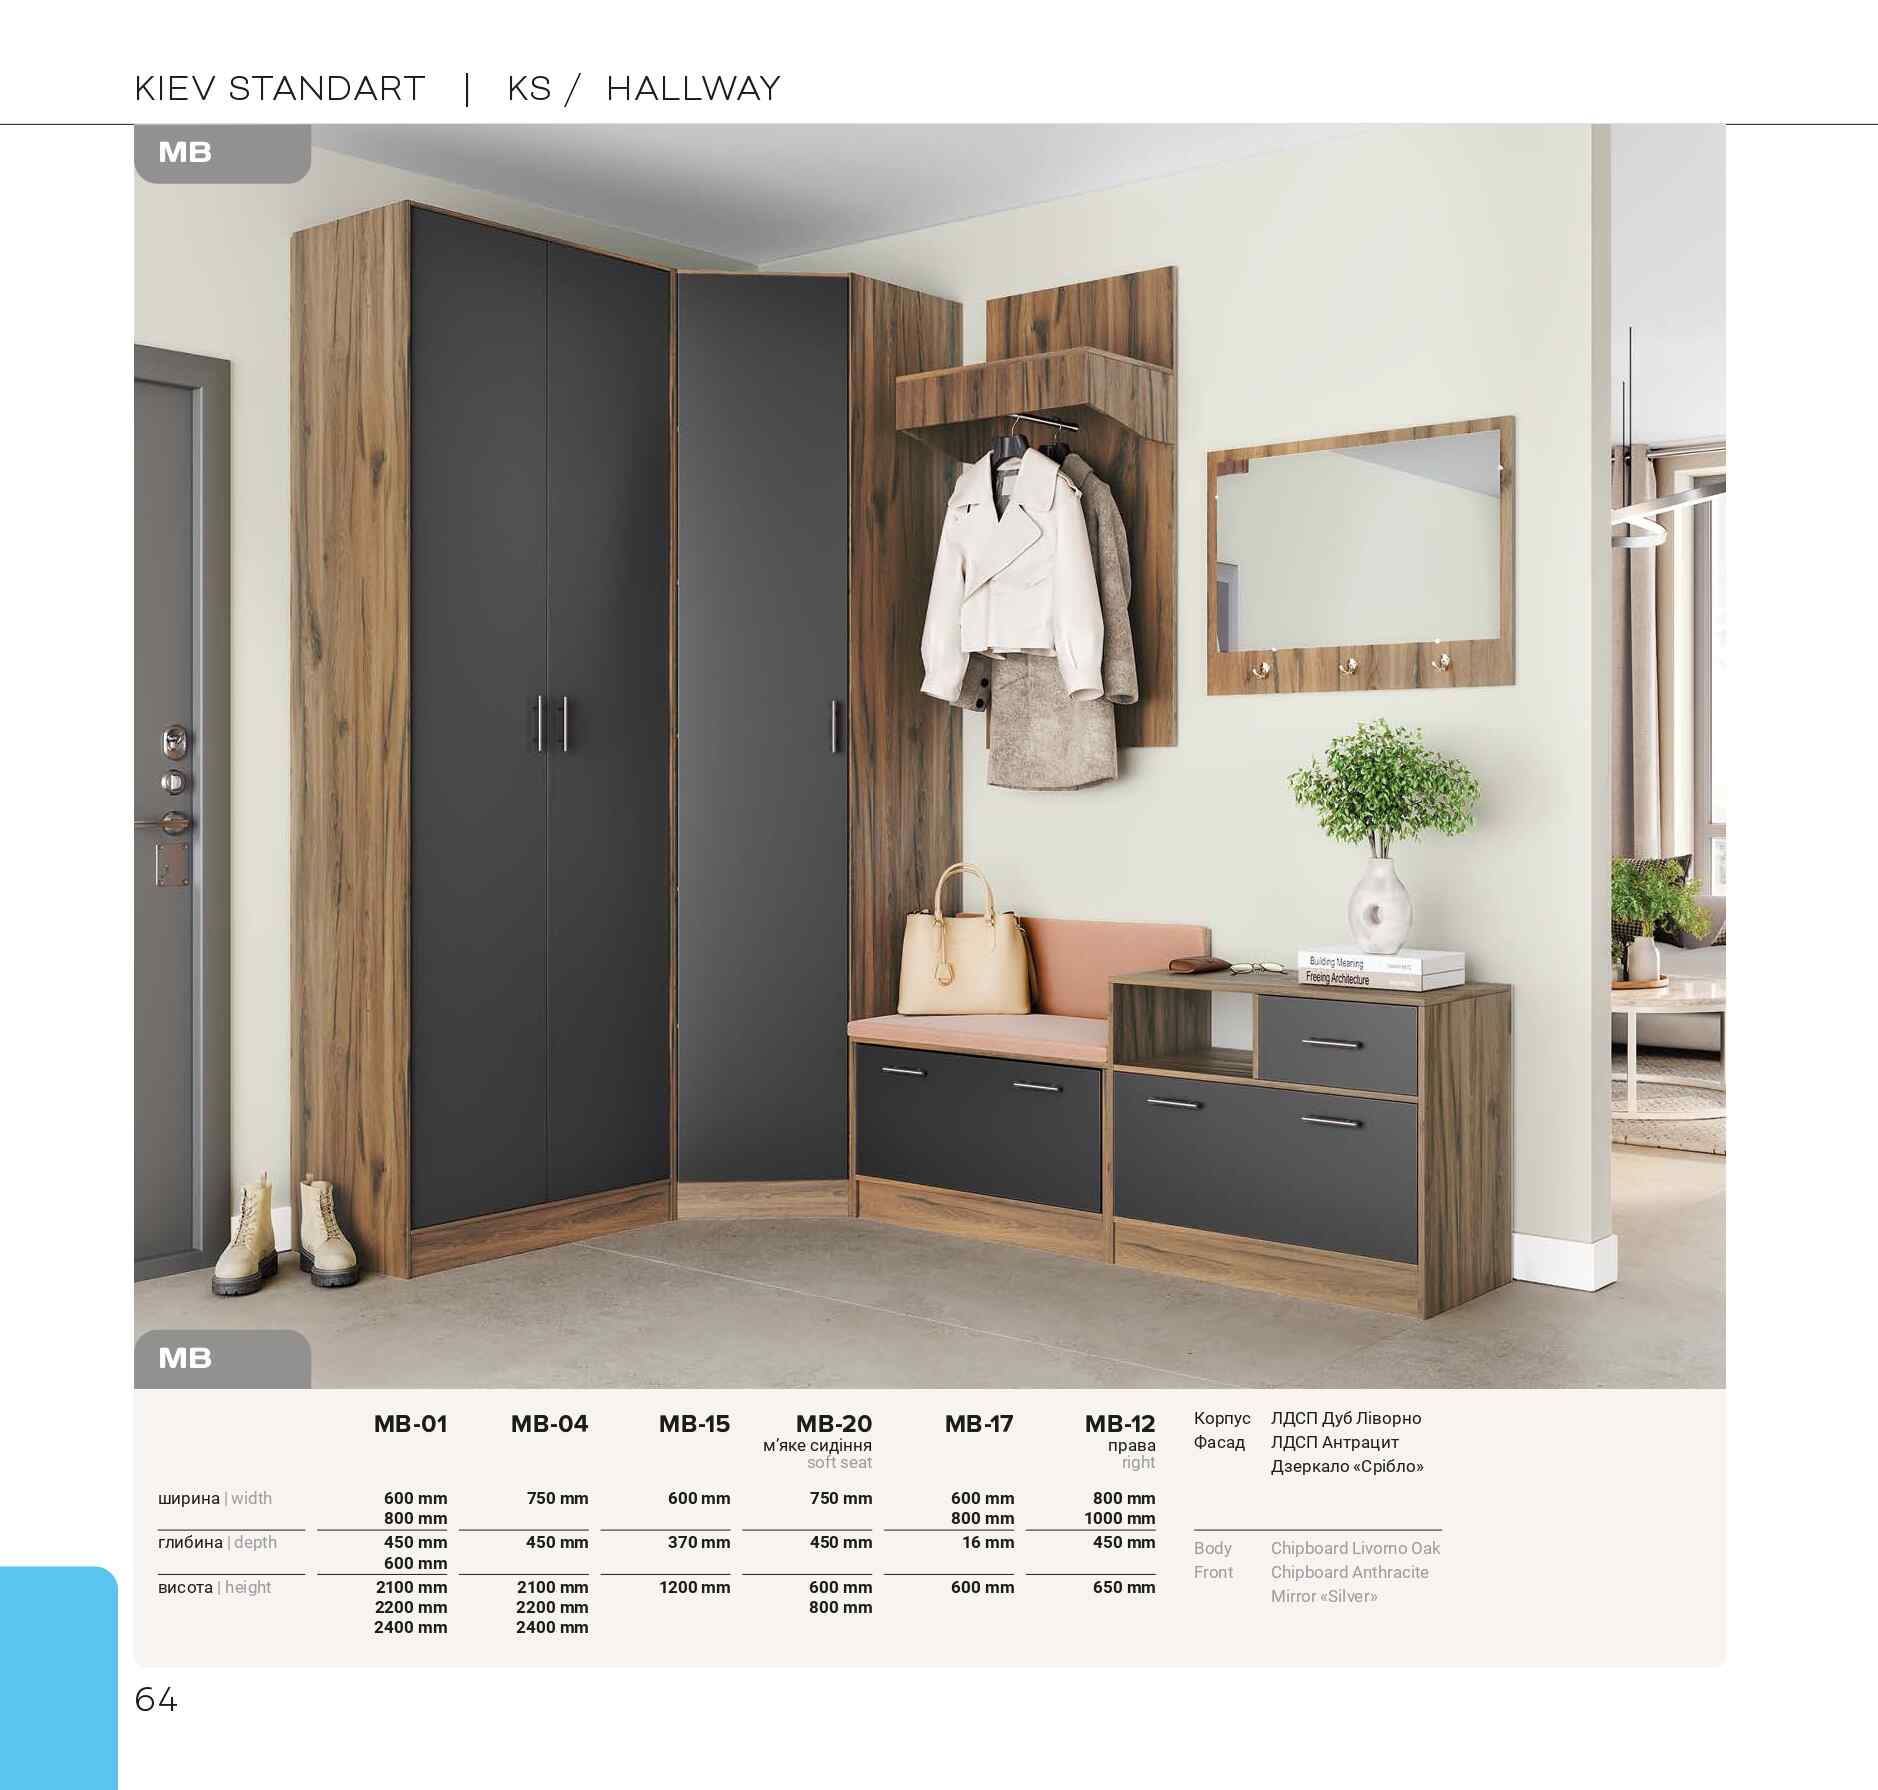 KIEV STANDART | KS / HALLWAY
MB
Building Meaning
Freeing Architecture
MB
MB-01 MB-04 MB-15 MB-20 MB-17 MB-12
м’яке сидіння права
soft seat right
ширина | width 600 mm 750 mm 600 mm 750 mm 600 mm 800 mm
800 mm 800 mm 1000 mm
глибина | depth 450 mm 450 mm 370 mm 450 mm 16 mm 450 mm
600 mm
висота | height 2100 mm 2100 mm 1200 mm 600 mm 600 mm 650 mm
2200 mm 2200 mm 800 mm
2400 mm 2400 mm
Корпус ЛДСП Дуб Ліворно
Фасад ЛДСП Антрацит
Дзеркало «Срібло»
Body Chipboard Livorno Oak
Front Chipboard Anthracite
Mirror «Silver»
64